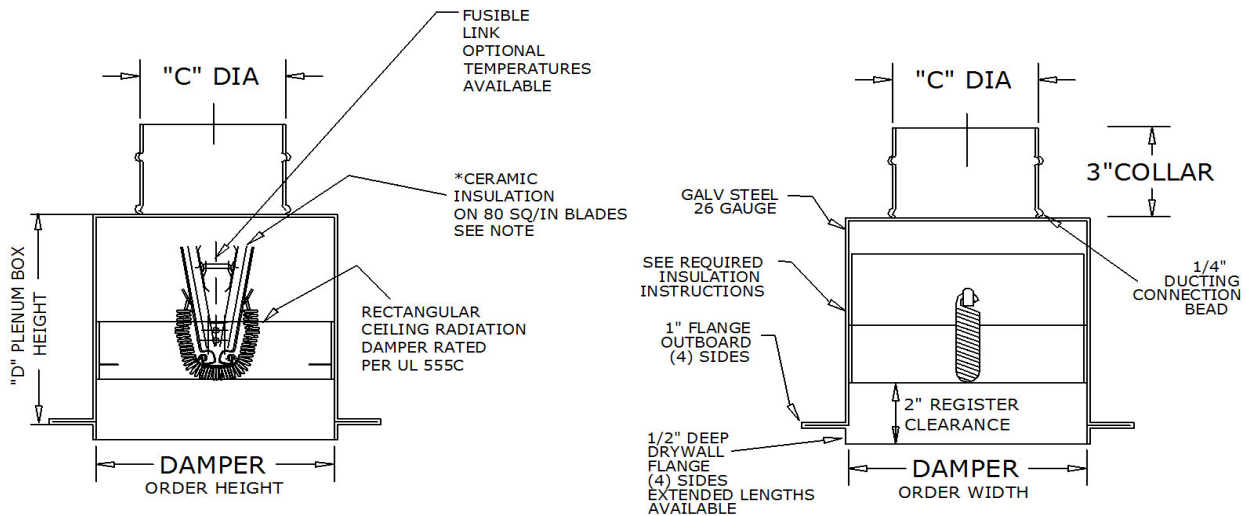 FUSIBLE
LINK
OPTIONAL
TEMPERATURES
AVAILABLE
"C" DIA
*CERAMIC
INSULATION
ON 80 SQ/IN BLADES
SEE NOTE
"D" PLENUM BOX
HEIGHT
RECTANGULAR
CEILING RADIATION
DAMPER RATED
PER UL 555C
DAMPER
ORDER HEIGHT
"C" DIA
3"COLLAR
GALV STEEL
26 GAUGE
SEE REQUIRED
INSULATION
INSTRUCTIONS
1/4"
DUCTING
CONNECTION
BEAD
1" FLANGE
OUTBOARD
(4) SIDES
2" REGISTER
CLEARANCE
1/2" DEEP
DRYWALL
FLANGE
(4) SIDES
EXTENDED LENGTHS
AVAILABLE
DAMPER
ORDER WIDTH